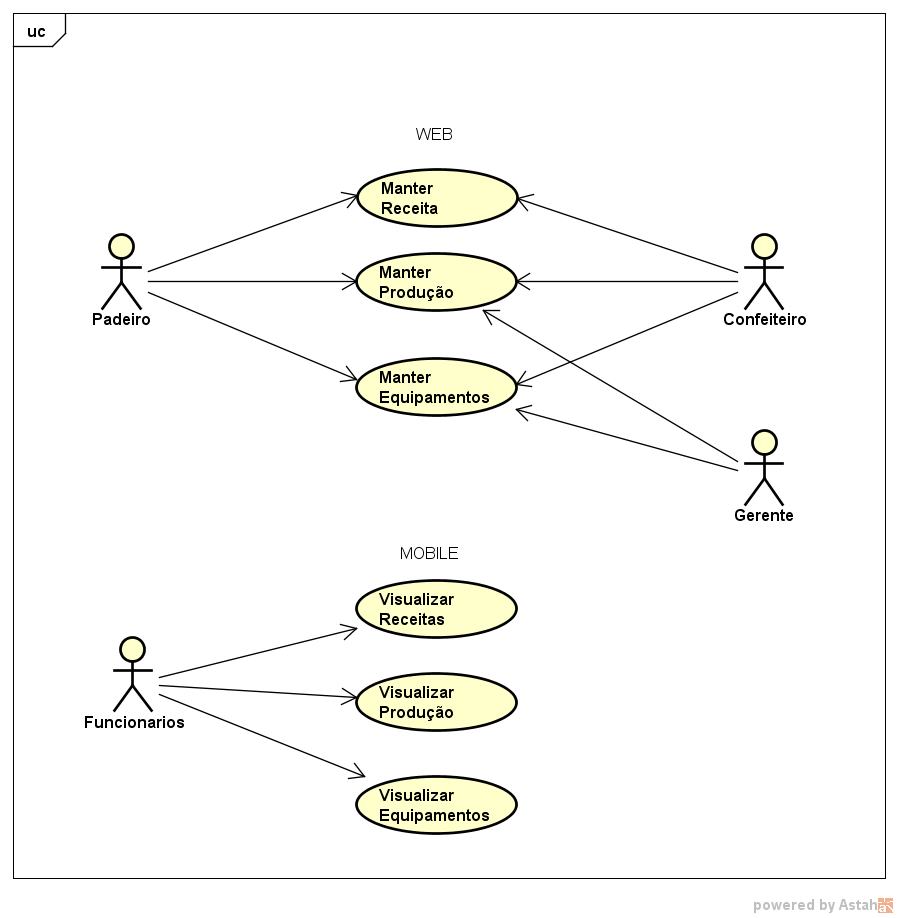 uc
WEB
Manter
Receita
Manter
Produção
Padeiro
Confeiteiro
Manter
Equipamentos
Gerente
MOBILE
Visualizar
Receitas
Visualizar
Produção
Funcionarios
Visualizar
Equipamentos
powered by Astah